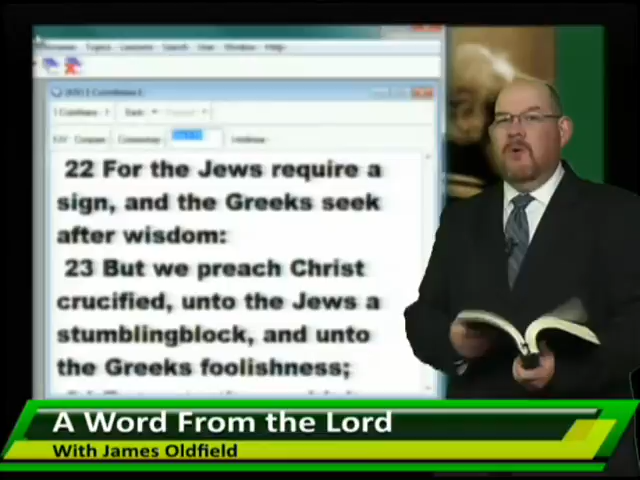 22 For the Jews require a
sign, and the Greeks seek
after wisdom:
23 But we preach Christ
crucified, unto the Jews a
stumblingblock, and unto
the Greeks foolishness;
A Word From the Lord
With James Oldfield